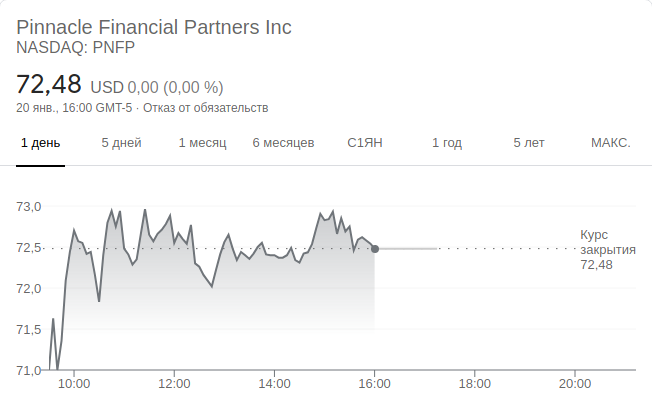 Pinnacle Financial Partners Inc
NASDAQ: PNFP
72,48 USD 0,00 (0,00 %)
20 янв., 16:00 GMT-5 · Отказ от обязательств
1 день 5 дней 1 месяц 6 месяцев С1ЯН 1 год 5 лет МАКС.
73,0
72,5
72,0
71,5
71,0
Курс
закрытия
72,48
10:00 12:00 14:00 16:00 18:00 20:00